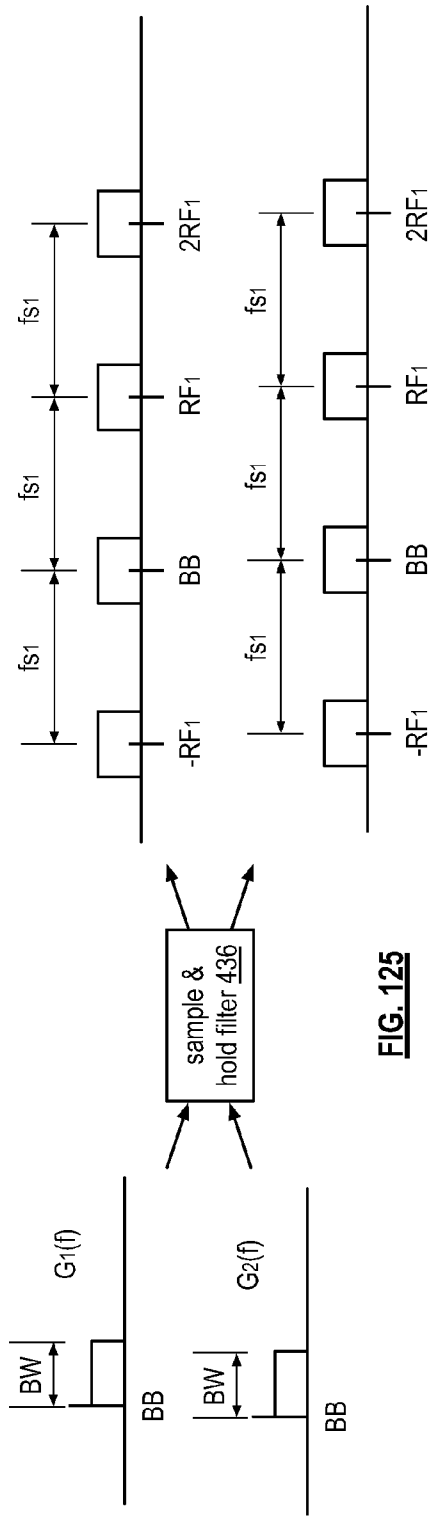 BW
G1(f)
BB
BW
G2(f)
BB
sample &
hold filter 436
fs1
fs1
fs1
-RF1
BB
RF1
2RF1
fs1
fs1
fs1
-RF1
BB
RF1
2RF1
FIG. 125